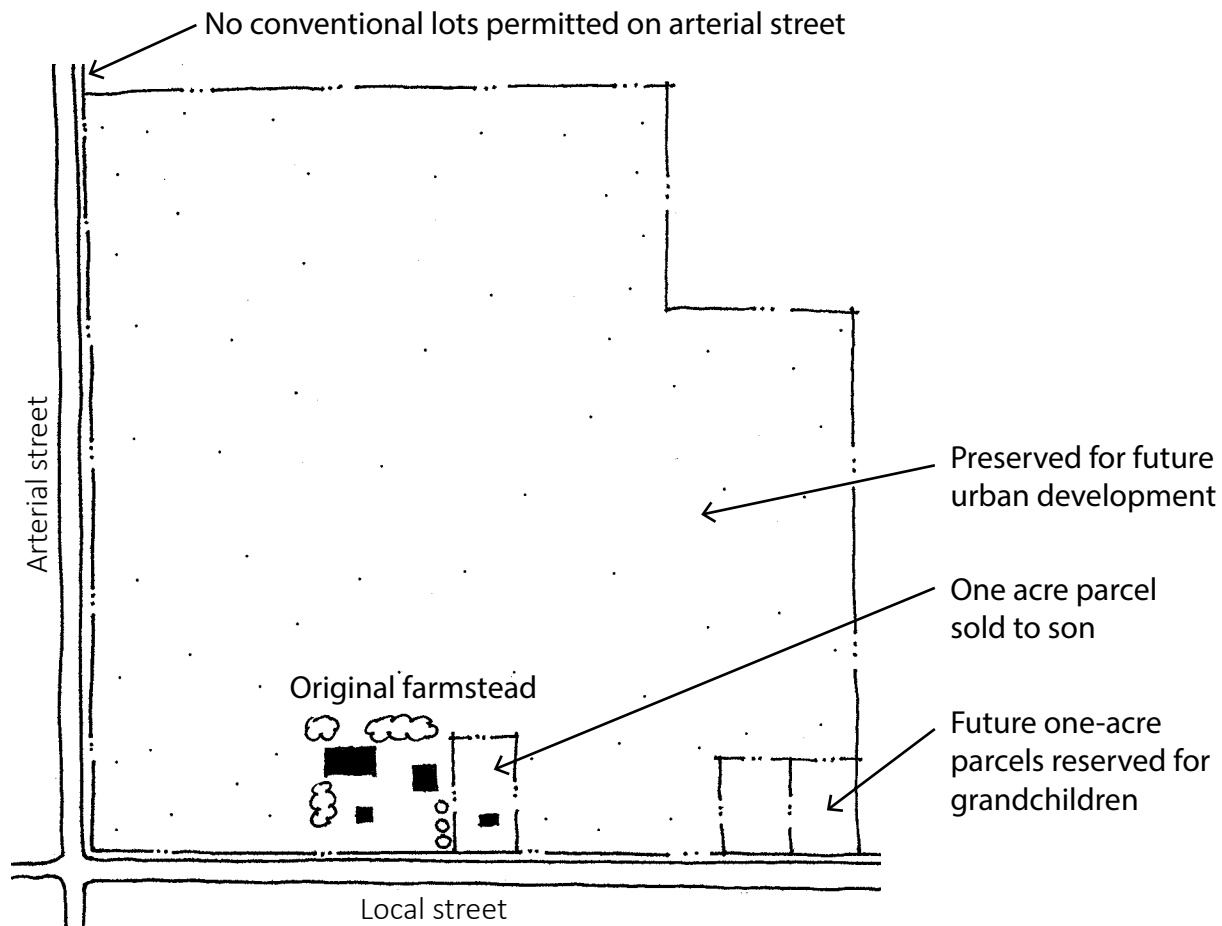 No conventional lots permitted on arterial street
Arterial street
Preserved for future
urban development
One acre parcel
sold to son
Original farmstead
Future one-acre
parcels reserved for
grandchildren
Local street